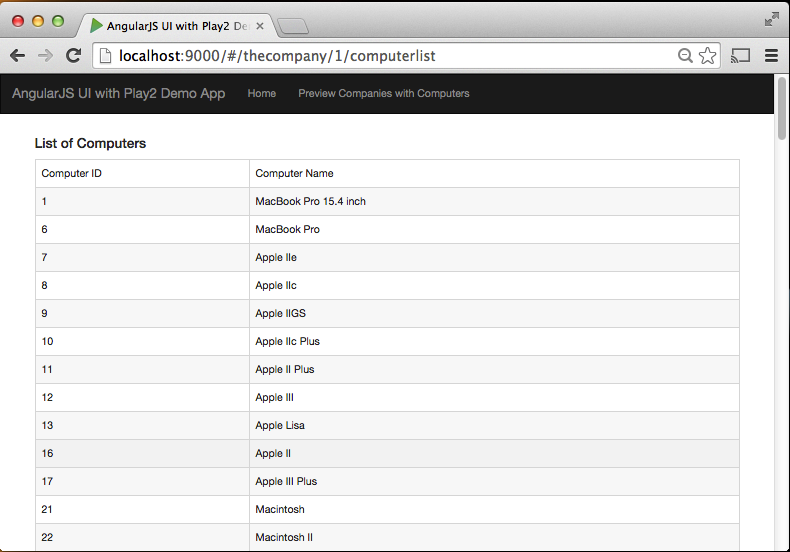 AngularJS UI with Play2 De
localhost:9000/#/thecompany/1/computerlist
AngularJS UI with Play2 Demo App Home Preview Companies with Computers
List of Computers
Computer ID Computer Name
1 MacBook Pro 15.4 inch
6 MacBook Pro
7 Apple IIe
8 Apple IIc
9 Apple IIGS
10 Apple IIc Plus
11 Apple II Plus
12 Apple III
13 Apple Lisa
16 Apple II
17 Apple III Plus
21 Macintosh
22 Macintosh II